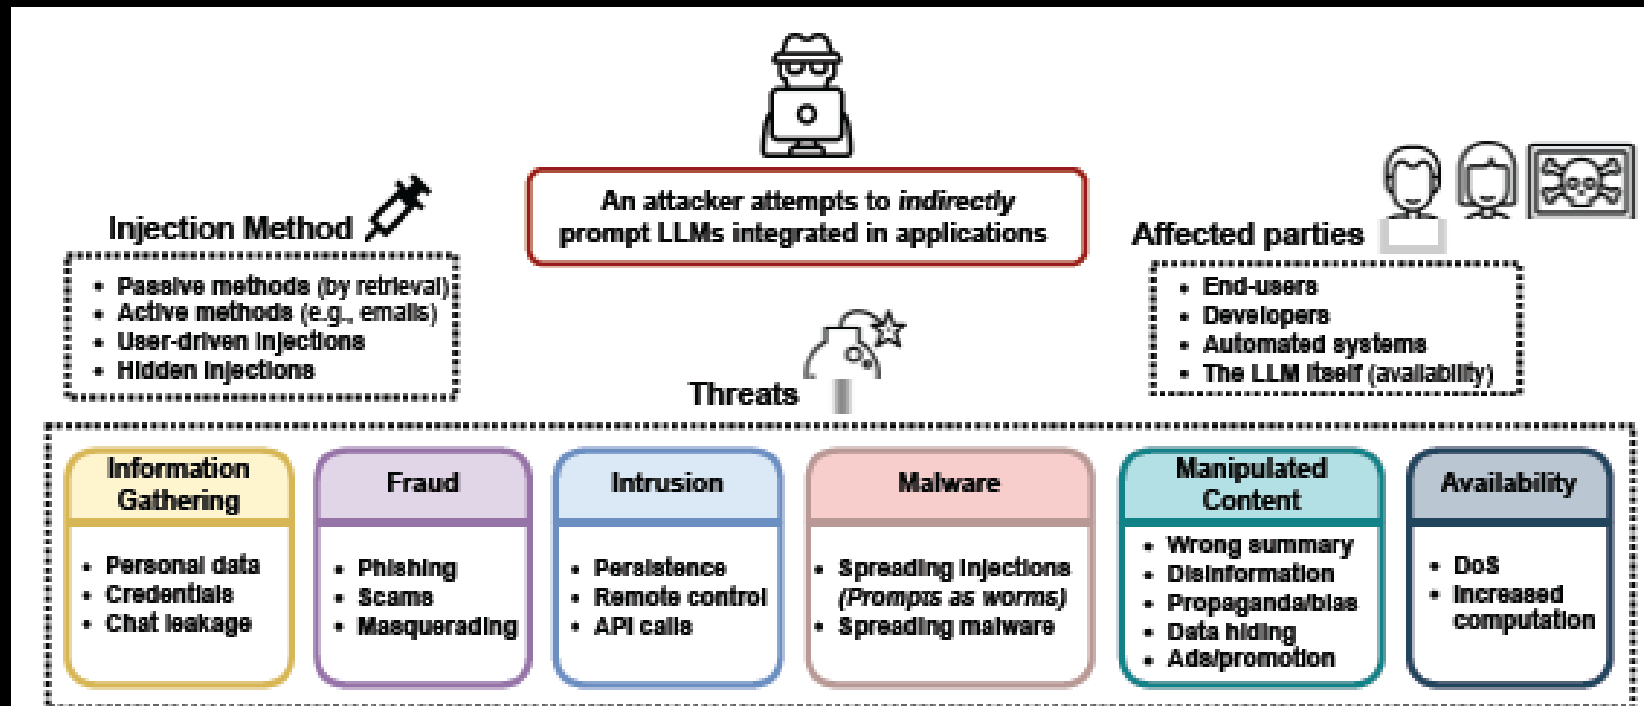 An attacker attempts to indirectly
prompt LLMs integrated in applications
Injection Method
• Passive methods (by retrieval)
• Active methods (e.g., emails)
• User-driven injections
• Hidden injections
Affected parties
• End-users
• Developers
• Automated systems
• The LLM itself (availability)
Threats
Information
Gathering
• Personal data
• Credentials
• Chat leakage
Fraud
• Phishing
• Scams
• Masquerading
Intrusion
• Persistence
• Remote control
• API calls
Malware
• Spreading injections
(Prompts as worms)
• Spreading malware
Manipulated
Content
• Wrong summary
• Disinformation
• Propaganda/bias
• Data hiding
• Ads/promotion
Availability
• DoS
• Increased
computation